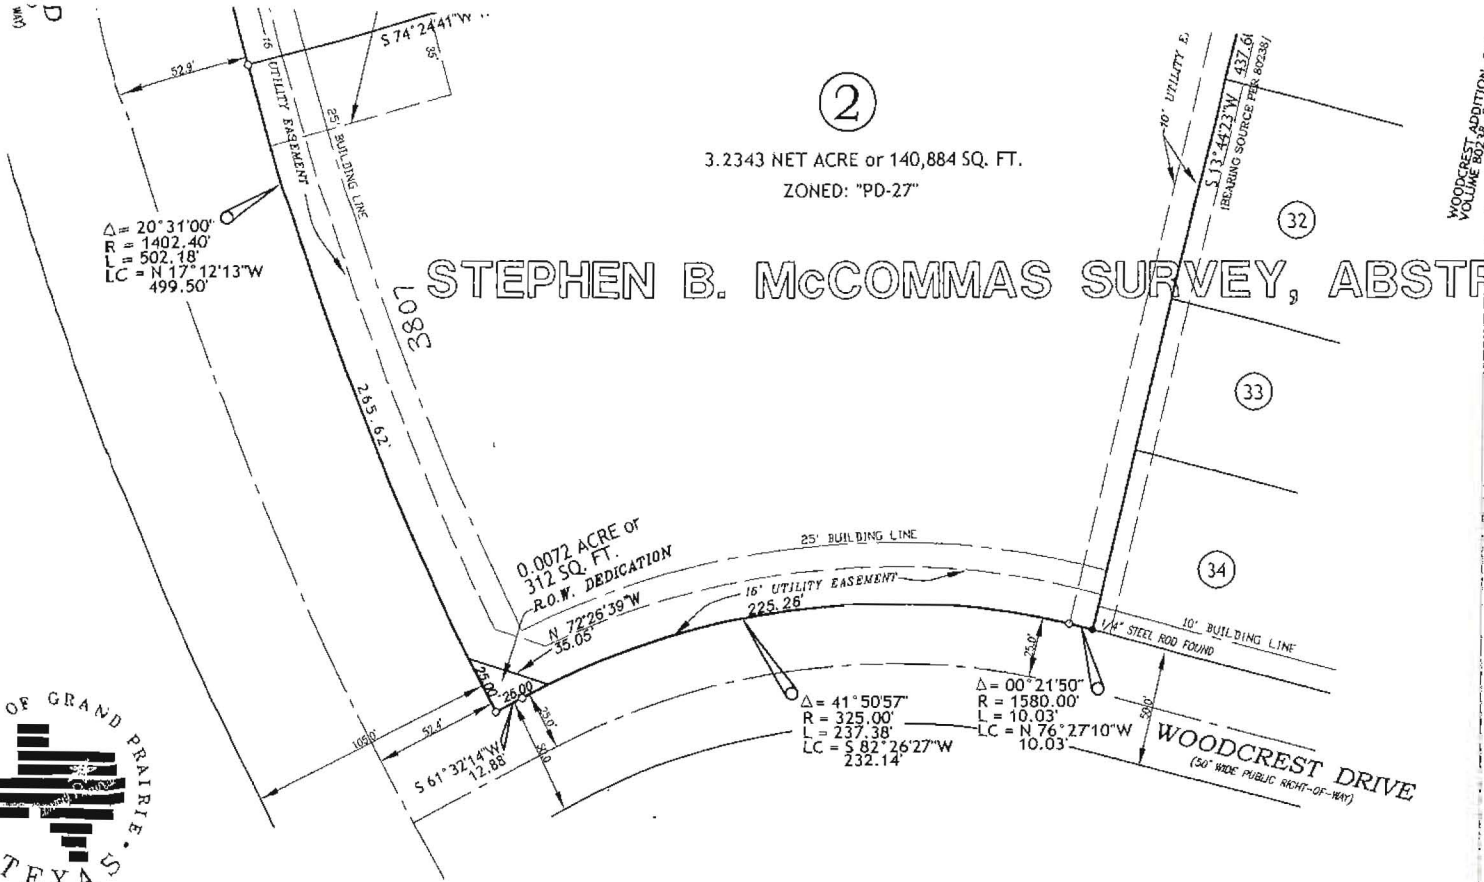 S 74°24'41"W
52.9'
16' UTILITY EASEMENT
35'
25' BUILDING LINE
2
3.2343 NET ACRE or 140,884 SQ. FT.
ZONED: "PD-27"
10' UTILITY E
S 13°44'23"W 437.6
(BEARING SOURCE PER 80238)
WOODCREST ADDITION
VOLUME 8023
32
Δ= 20°31'00"
R = 1402.40'
L = 502.18'
LC = N 17°12'13"W
499.50'
STEPHEN B. McCOMMAS SURVEY, ABSTR
3807
33
265.62'
0.0072 ACRE or
312 SQ. FT.
R.O.W. DEDICATION
N 72°26'39"W
35.05'
25' BUILDING LINE
16' UTILITY EASEMENT
225.26'
34
10' BUILDING LINE
1/4" STEEL ROD FOUND
25.00
25.00
25.0'
25.0'
50.0
50.0'
105.0'
52.4'
S 61°32'14"W
12.88'
Δ= 41°50'57"
R = 325.00'
L = 237.38'
LC = S 82°26'27"W
232.14'
Δ= 00°21'50"
R = 1580.00'
L = 10.03'
LC = N 76°27'10"W
10.03'
WOODCREST DRIVE
(50' WIDE PUBLIC RIGHT-OF-WAY)
OF GRAND PRAIRIE
TEXAS